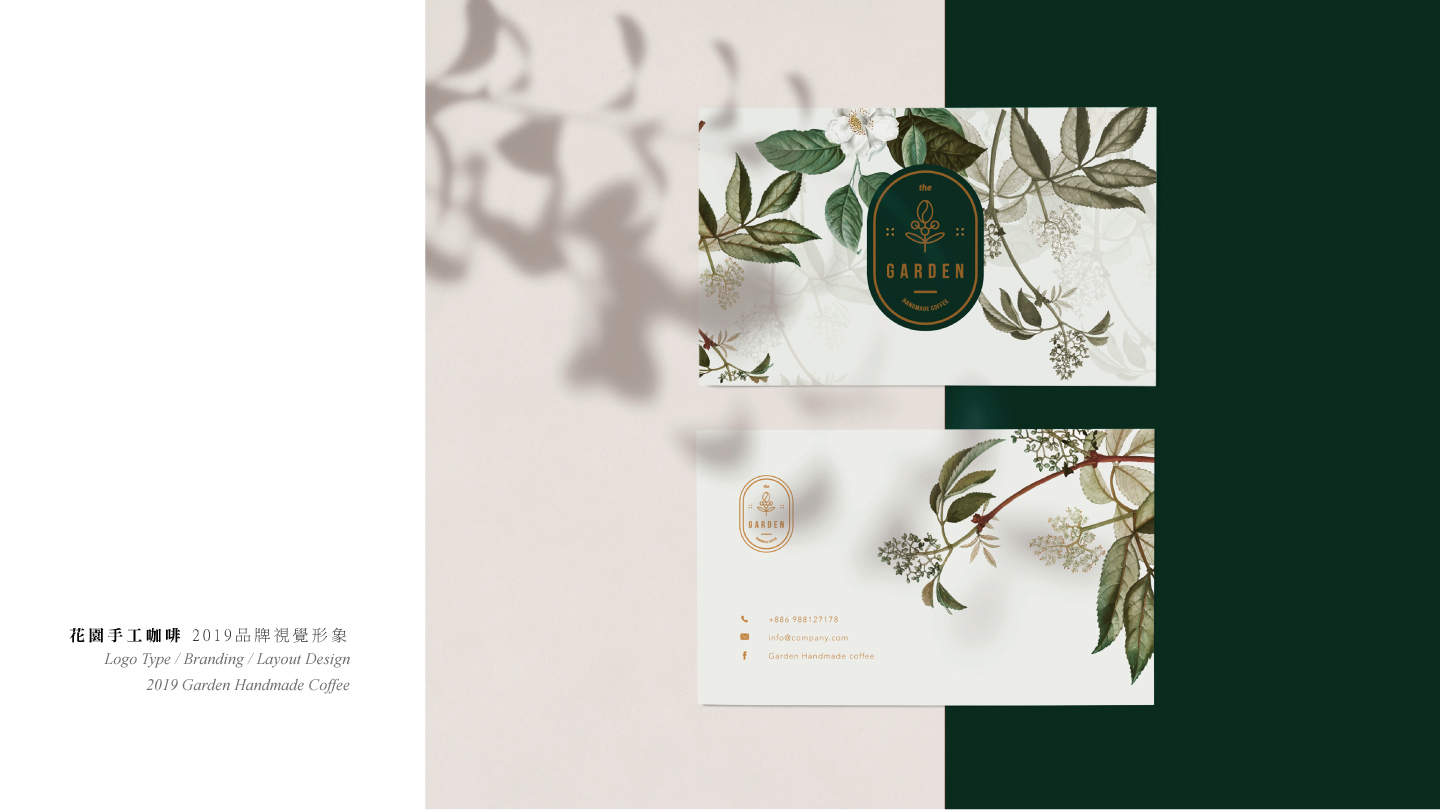 花園手工咖啡 2019品牌視覺形象
Logo Type / Branding / Layout Design
2019 Garden Handmade Coffee
the
GARDEN
HANDMADE COFFEE
the
GARDEN
+886 988127178
info@company.com
Garden Handmade coffee